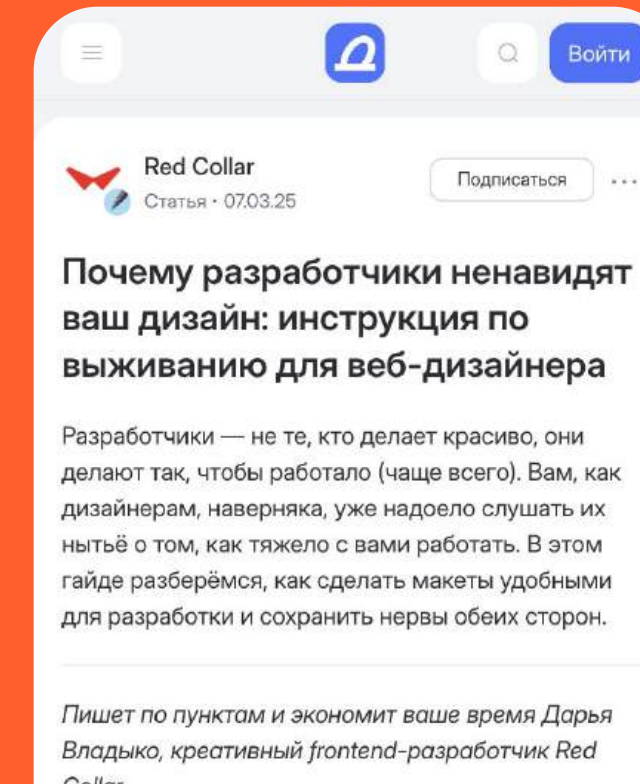 Войти
Red Collar
Статья · 07.03.25
Подписаться
Почему разработчики ненавидят
ваш дизайн: инструкция по
выживанию для веб-дизайнера
Разработчики — не те, кто делает красиво, они
делают так, чтобы работало (чаще всего). Вам, как
дизайнерам, наверняка, уже надоело слушать их
нытьё о том, как тяжело с вами работать. В этом
гайде разберёмся, как сделать макеты удобными
для разработки и сохранить нервы обеих сторон.
Пишет по пунктам и экономит ваше время Дарья
Владыко, креативный frontend-разработчик Red